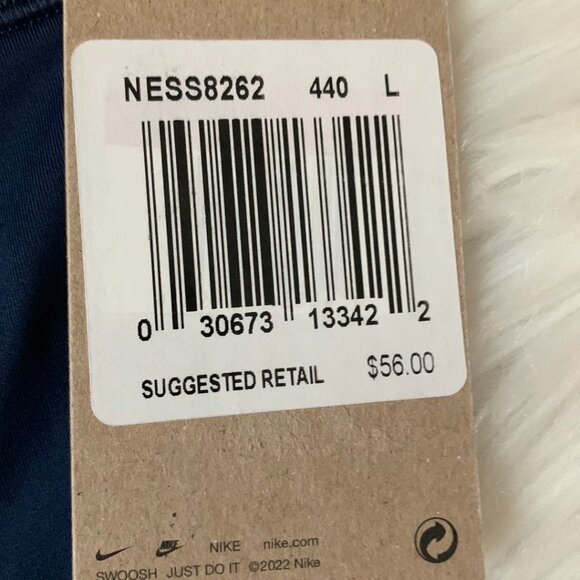 NESS8262 440 L
0 30673 13342 2
SUGGESTED RETAIL $56.00
NIKE nike.com
SWOOSH JUST DO IT ©2022 Nike